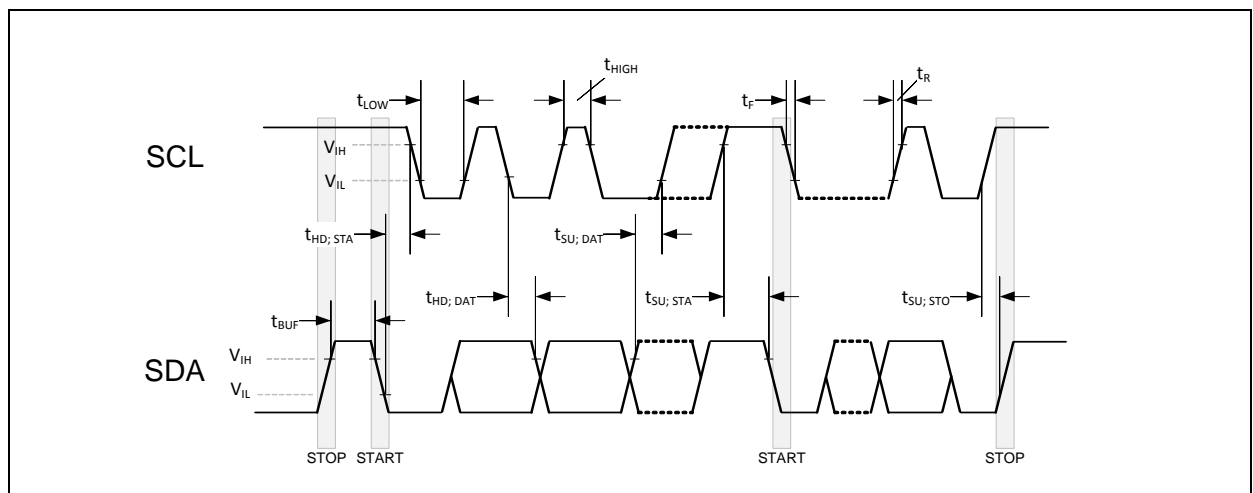 tHIGH
tR
tLOW
tF
SCL
VIH
VIL
tHD; STA
tSU; DAT
tHD; DAT
tSU; STA
tSU; STO
tBUF
VIH
SDA
VIL
STOP
START
START
STOP